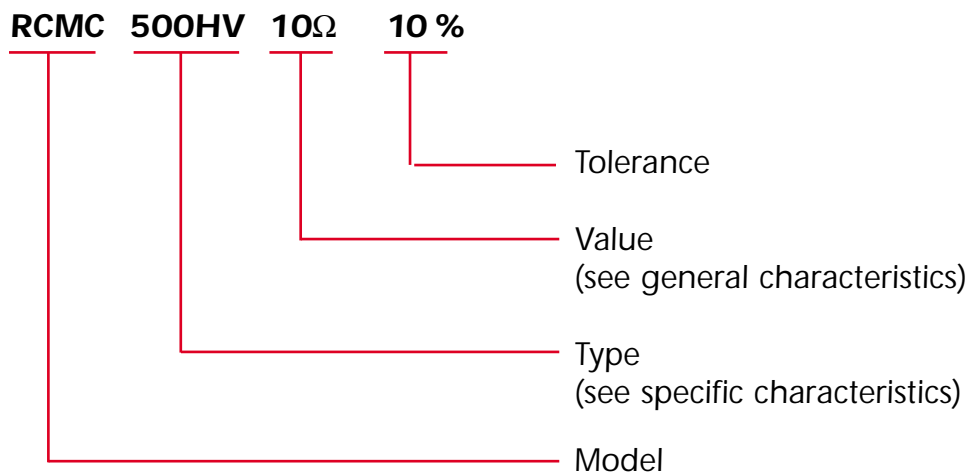 RCMC 500HV 10Ω 10 %
Tolerance
Value
(see general characteristics)
Type
(see specific characteristics)
Model